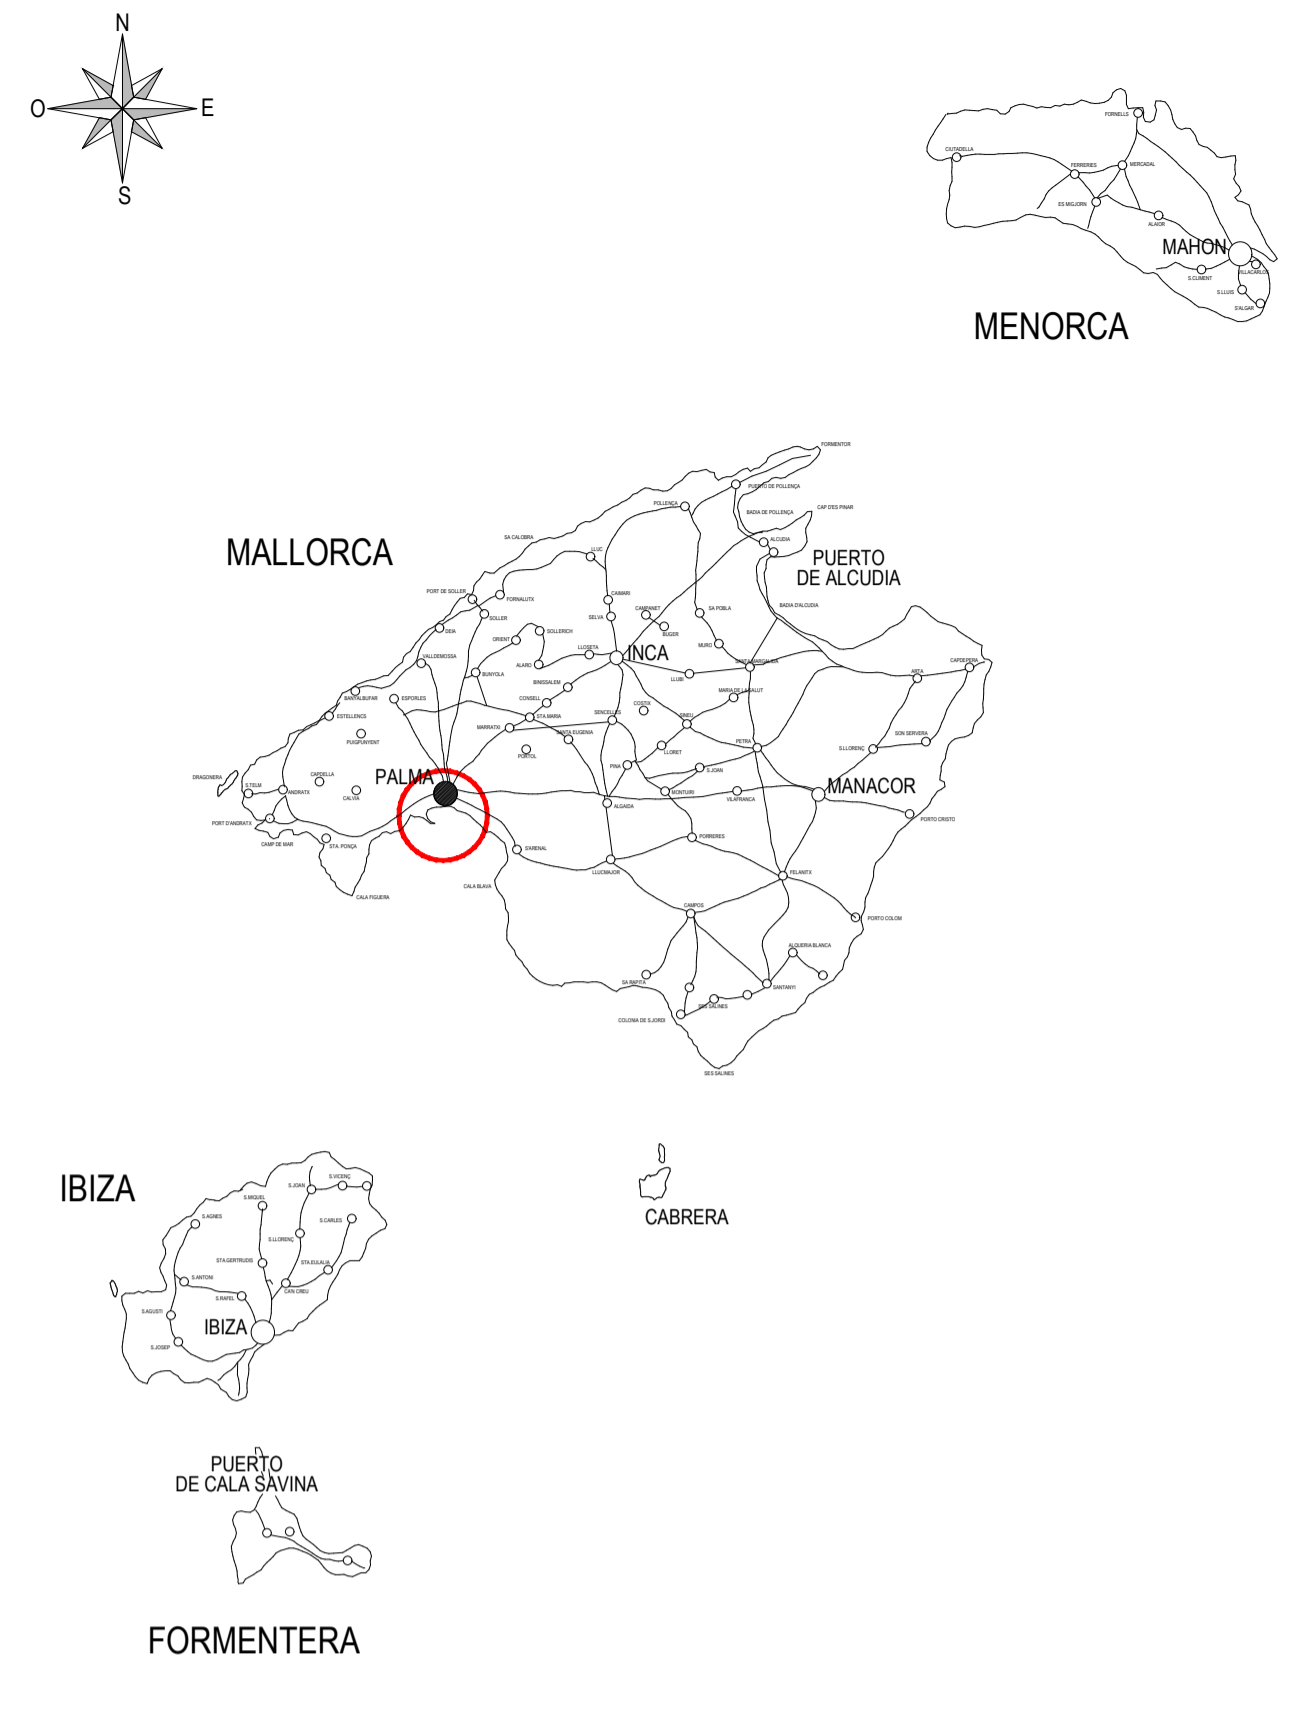 N
O
E
S
FORNELLS
CIUTADELLA
FERRERIES
MERCADAL
ES MIGJORN
ALAIOR
MAHON
VILLACARLOS
S.CLIMENT
S.LLUIS
S'ALGAR
MENORCA
FORMENTOR
PUERTO DE POLLENÇA
POLLENÇA
CAP D'ES PINAR
BADIA DE POLLENÇA
SA CALOBRA
ALCUDIA
MALLORCA
LLUC
PUERTO
DE ALCUDIA
PORT DE SOLLER
FORNALUTX
CAIMARI
CAMPANET
SA POBLA
BADIA D'ALCUDIA
SOLLER
SELVA
DEIA
SOLLERICH
BUGER
ORIENT
MURO
LLOSETA
INCA
VALLDEMOSSA
ALARO
SANTA MARGALIDA
CAPDEPERA
BUNYOLA
LLUBI
ARTA
BINISSALEM
BANYALBUFAR
ESPORLES
CONSELL
MARIA DE LA SALUT
COSTIX
ESTELLENCS
STA.MARIA
SENCELLES
SINEU
MARRATXI
SANTA EUGENIA
SON SERVERA
PUIGPUNYENT
PETRA
S.LLORENÇ
PORTOL
LLORET
PINA
S.JOAN
DRAGONERA
CAPDELLA
PALMA
S.TELM
ANDRATX
CALVIA
MONTUIRI
VILAFRANCA
MANACOR
ALGAIDA
PORT D'ANDRATX
PORTO CRISTO
PORRERES
CAMP DE MAR
STA. PONÇA
S'ARENAL
LLUCMAJOR
FELANITX
CALA BLAVA
CALA FIGUERA
CAMPOS
PORTO COLOM
ALQUERIA BLANCA
SA RAPITA
SANTANYI
SES SALINES
COLONIA DE S.JORDI
SES SALINES
IBIZA
S.VICENÇ
S.JOAN
S.MIQUEL
S.AGNES
S.CARLES
CABRERA
S.LLORENÇ
STA.GERTRUDIS
STA.EULALIA
S.ANTONI
CAN CREU
S.RAFEL
S.AGUSTI
IBIZA
S.JOSEP
PUERTO
DE CALA SAVINA
FORMENTERA